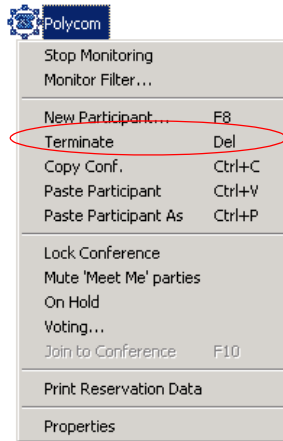 Polycom
Stop Monitoring
Monitor Filter...
New Participant... F8
Terminate Del
Copy Conf. Ctrl+C
Paste Participant Ctrl+V
Paste Participant As Ctrl+P
Lock Conference
Mute 'Meet Me' parties
On Hold
Voting...
Join to Conference F10
Print Reservation Data
Properties